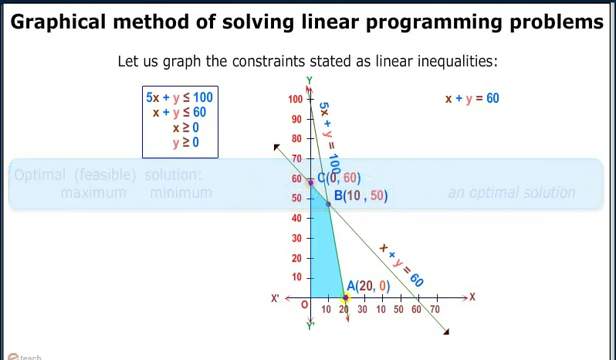 Graphical method of solving linear programming problems
Let us graph the constraints stated as linear inequalities:
5x + y ≤ 100
x + y ≤ 60
x ≥ 0
y ≥ 0
x + y = 60
Optimal (feasible) solution:
maximum minimum
an optimal solution
Y
100
90
80
70
60
50
40
30
20
10
5x + y = 100
C(0, 60)
B(10 , 50)
x + y = 60
A(20, 0)
X' O X
10 20 30 10 50 60 70
Y'
e teach